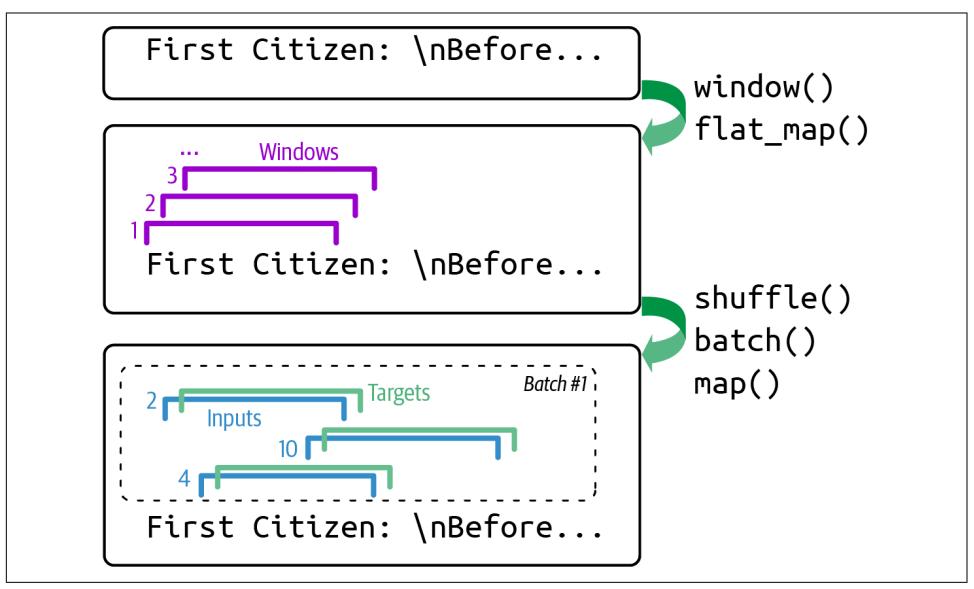 First Citizen: \nBefore...
window()
flat_map()
... Windows
3
2
1
First Citizen: \nBefore...
shuffle()
batch()
map()
Batch #1
2 Targets
Inputs
10
4
First Citizen: \nBefore...